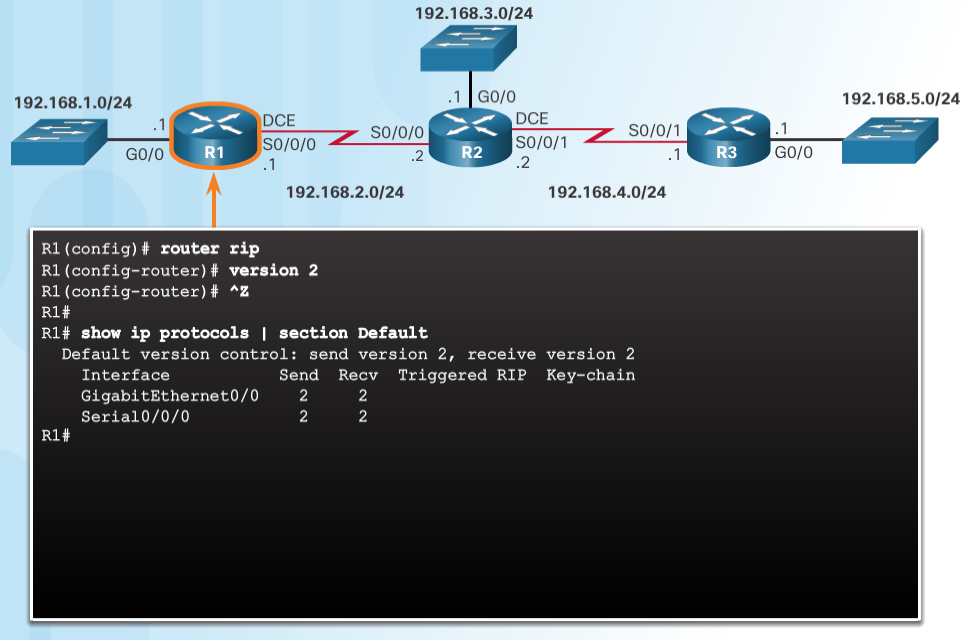 192.168.3.0/24
.1 G0/0
192.168.1.0/24
192.168.5.0/24
.1 DCE S0/0/0 DCE S0/0/1 .1
G0/0 R1 S0/0/0 R2 S0/0/1 R3 G0/0
.1 .2 .2 .1
192.168.2.0/24 192.168.4.0/24
R1(config)# router rip
R1(config-router)# version 2
R1(config-router)# ^Z
R1#
R1# show ip protocols | section Default
Default version control: send version 2, receive version 2
Interface Send Recv Triggered RIP Key-chain
GigabitEthernet0/0 2 2
Serial0/0/0 2 2
R1#